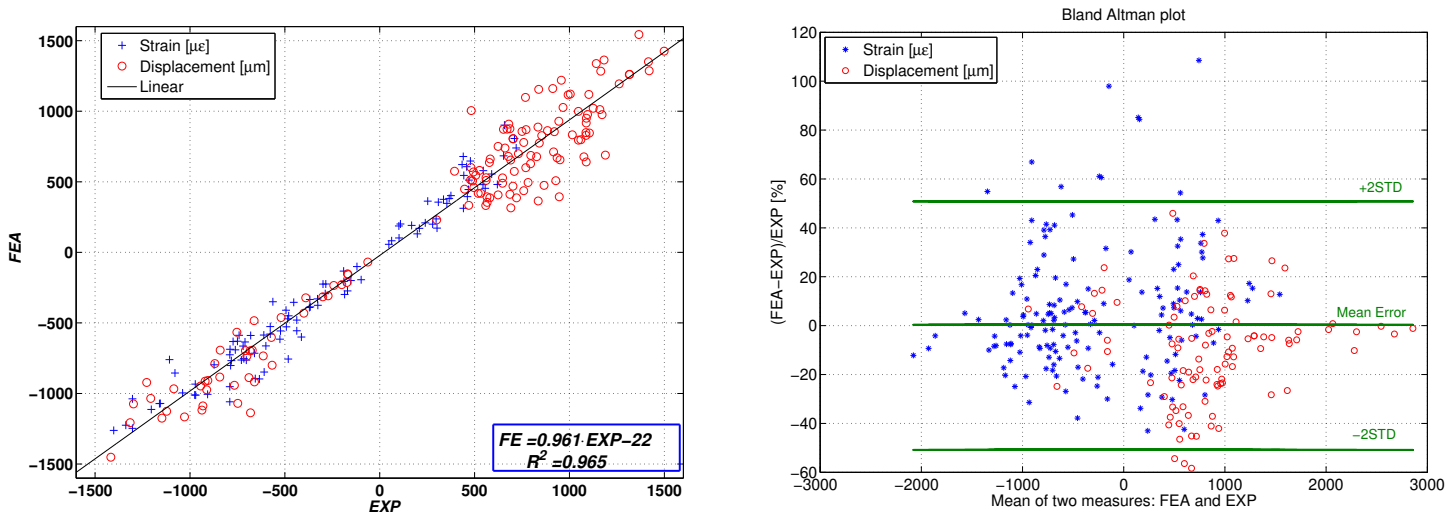 1500
1000
500
0
−500
−1000
−1500
FEA
Strain [µε]
Displacement [µm]
Linear
FE =0.961·EXP−22
R² =0.965
−1500 −1000 −500 0 500 1000 1500
EXP
Bland Altman plot
120
100
80
60
40
20
0
−20
−40
−60
(FEA−EXP)/EXP [%]
Strain [µε]
Displacement [µm]
+2STD
Mean Error
−2STD
−3000 −2000 −1000 0 1000 2000 3000
Mean of two measures: FEA and EXP